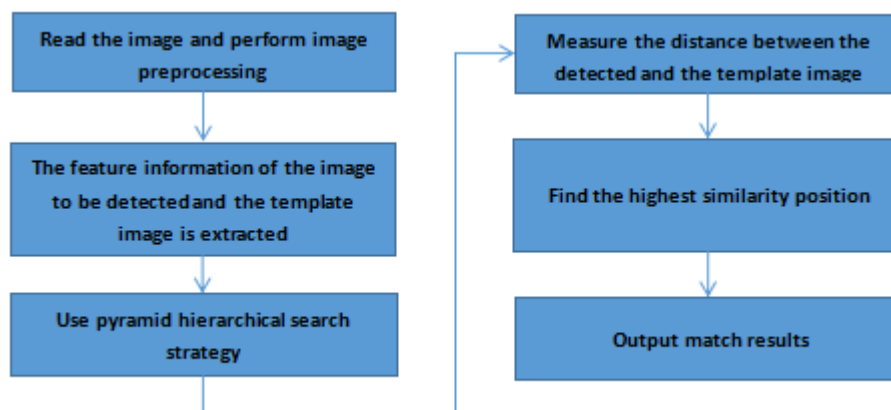 Read the image and perform image
preprocessing
The feature information of the image
to be detected and the template
image is extracted
Use pyramid hierarchical search
strategy
Measure the distance between the
detected and the template image
Find the highest similarity position
Output match results